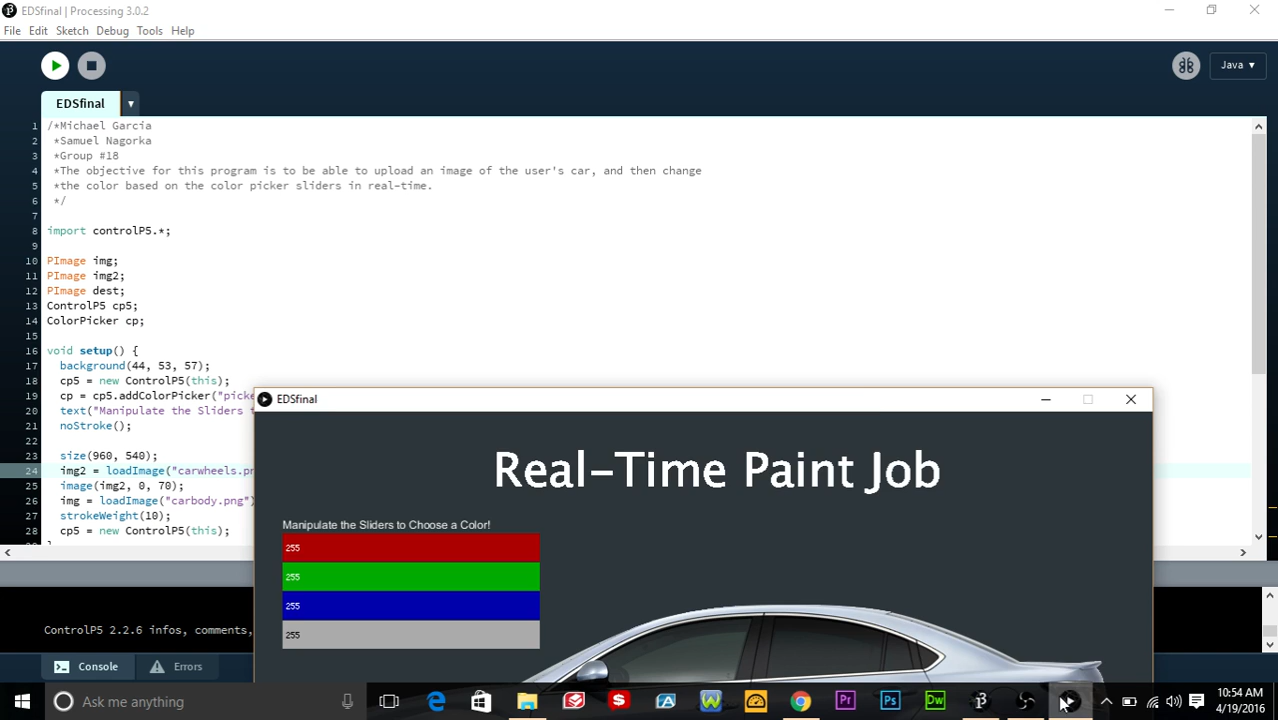 EDSfinal | Processing 3.0.2
File Edit Sketch Debug Tools Help
Java ▾
EDSfinal ▾
1 /*Michael Garcia
2 *Samuel Nagorka
3 *Group #18
4 *The objective for this program is to be able to upload an image of the user's car, and then change
5 *the color based on the color picker sliders in real-time.
6 */
7
8 import controlP5.*;
9
10 PImage img;
11 PImage img2;
12 PImage dest;
13 ControlP5 cp5;
14 ColorPicker cp;
15
16 void setup() {
17 background(44, 53, 57);
18 cp5 = new ControlP5(this);
19 cp = cp5.addColorPicker("picke
20 text("Manipulate the Sliders t
21 noStroke();
22
23 size(960, 540);
24 img2 = loadImage("carwheels.pn
25 image(img2, 0, 70);
26 img = loadImage("carbody.png")
27 strokeWeight(10);
28 cp5 = new ControlP5(this);
EDSfinal
Real-Time Paint Job
Manipulate the Sliders to Choose a Color!
255
255
255
255
ControlP5 2.2.6 infos, comments,
Console Errors
Ask me anything
Pr Ps Dw
10:54 AM
4/19/2016